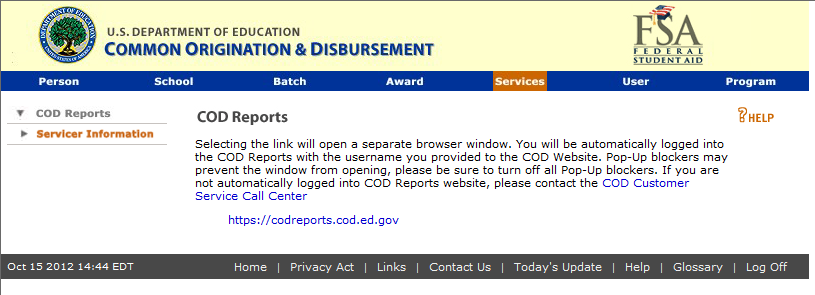 U.S. DEPARTMENT OF EDUCATION
COMMON ORIGINATION & DISBURSEMENT
FSA
FEDERAL
STUDENT AID
Person School Batch Award Services User Program
COD Reports
Servicer Information
COD Reports
HELP
Selecting the link will open a separate browser window. You will be automatically logged into
the COD Reports with the username you provided to the COD Website. Pop-Up blockers may
prevent the window from opening, please be sure to turn off all Pop-Up blockers. If you are
not automatically logged into COD Reports website, please contact the COD Customer
Service Call Center
https://codreports.cod.ed.gov
Oct 15 2012 14:44 EDT Home | Privacy Act | Links | Contact Us | Today's Update | Help | Glossary | Log Off